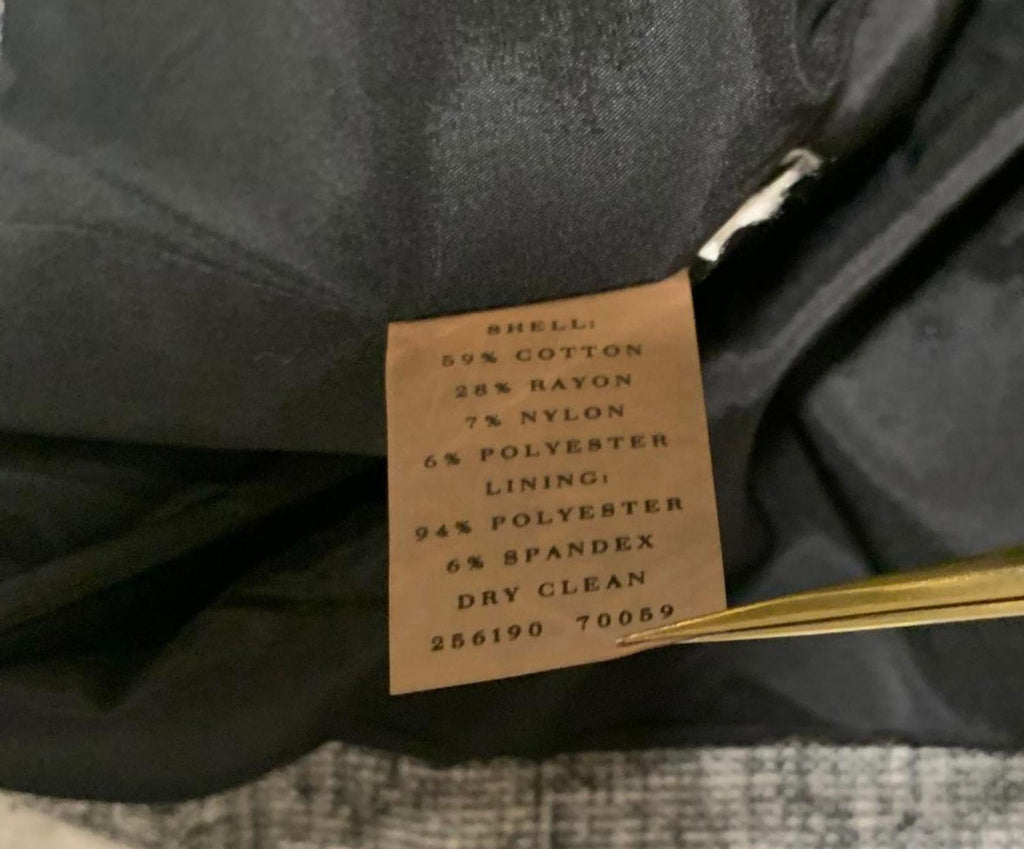 SHELL:
59% COTTON
28% RAYON
7% NYLON
6% POLYESTER
LINING:
94% POLYESTER
6% SPANDEX
DRY CLEAN
256190 70059